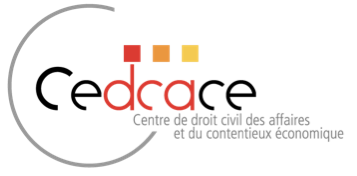 Cedcace
Centre de droit civil des affaires
et du contentieux économique